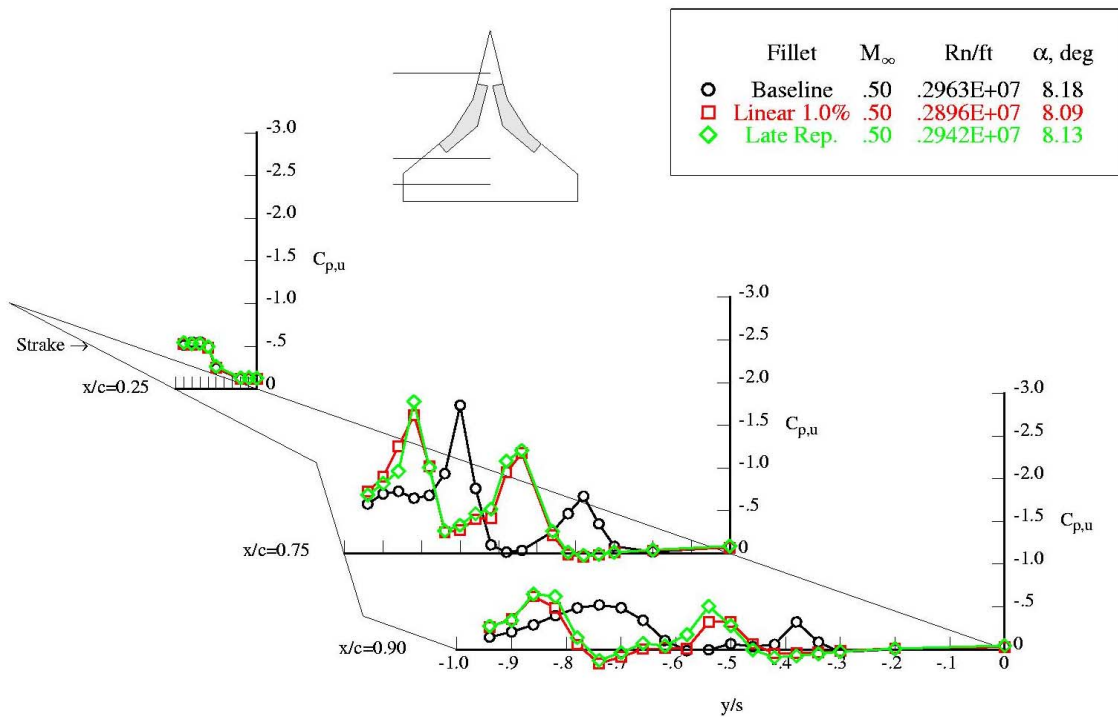 Fillet M∞ Rn/ft α, deg
Baseline .50 .2963E+07 8.18
Linear 1.0% .50 .2896E+07 8.09
Late Rep. .50 .2942E+07 8.13
-3.0
-2.5
-2.0
-1.5
-1.0
-.5
0
Cp,u
Strake →
x/c=0.25
-3.0
-2.5
-2.0
-1.5
-1.0
-.5
0
Cp,u
x/c=0.75
-3.0
-2.5
-2.0
-1.5
-1.0
-.5
0
Cp,u
x/c=0.90
-1.0 -.9 -.8 -.7 -.6 -.5 -.4 -.3 -.2 -.1 0
y/s